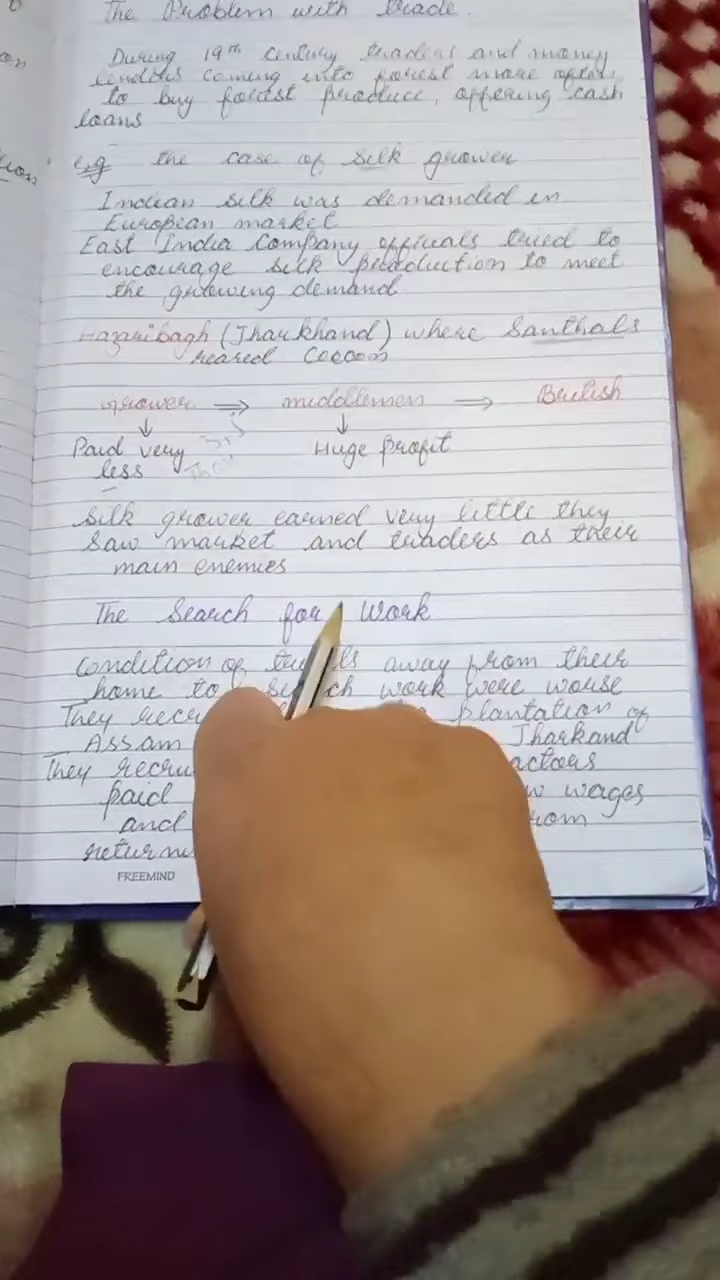 The Problem with trade.
During 19th Century traders and money
lendors coming into forest more often
to buy forest produce, offering cash
loans
e.g the case of Silk grower
Indian silk was demanded in
European market
East India Company officials tried to
encourage silk production to meet
the growing demand
Hazaribagh (Jharkhand) where Santhals
reared Cocoon
grower ⇒ middlemen → British
↓ ↓
Paid very Huge Profit
less
Silk grower earned very little they
saw market and traders as their
main enemies
The Search for Work
Condition of away from their
home to work were worse
They plantation of
Assam Jharkand
They
paid wages
and
FREEMIND